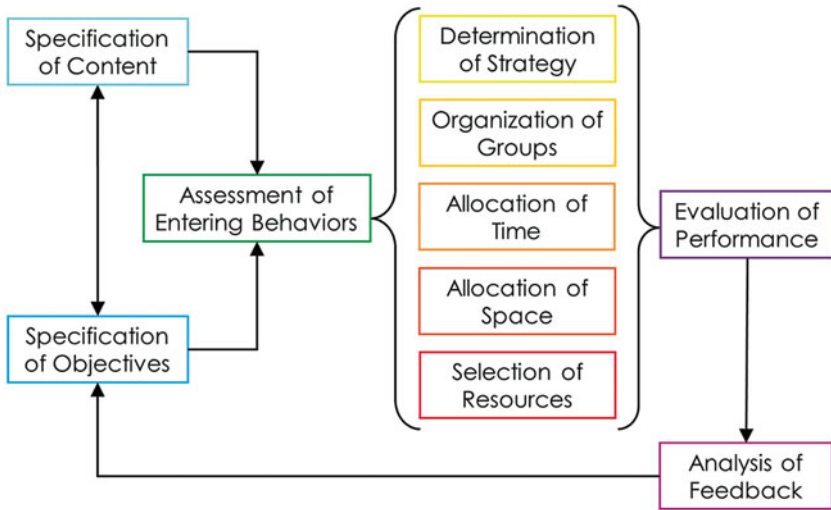 Specification
of Content
Specification
of Objectives
Assessment of
Entering Behaviors
Determination
of Strategy
Organization of
Groups
Allocation of
Time
Allocation of
Space
Selection of
Resources
Evaluation of
Performance
Analysis of
Feedback